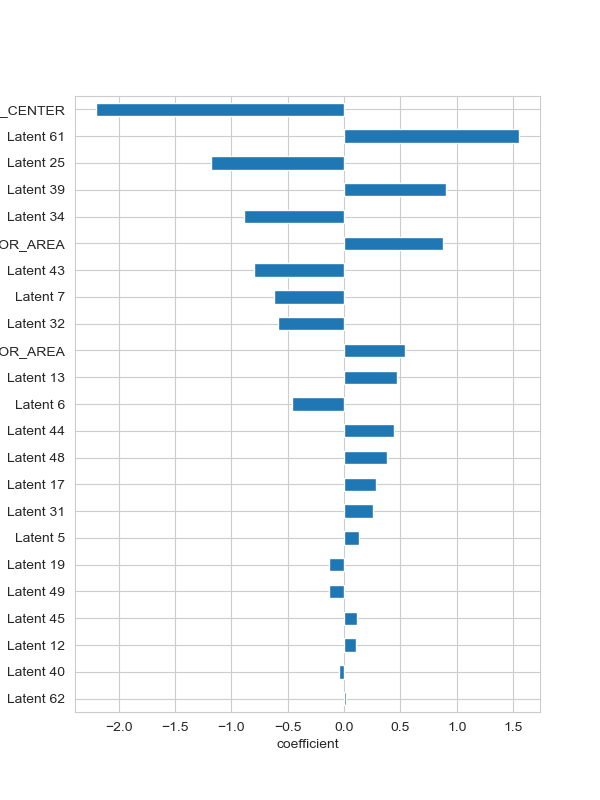 _CENTER
Latent 61
Latent 25
Latent 39
Latent 34
OR_AREA
Latent 43
Latent 7
Latent 32
OR_AREA
Latent 13
Latent 6
Latent 44
Latent 48
Latent 17
Latent 31
Latent 5
Latent 19
Latent 49
Latent 45
Latent 12
Latent 40
Latent 62
−2.0 −1.5 −1.0 −0.5 0.0 0.5 1.0 1.5
coefficient